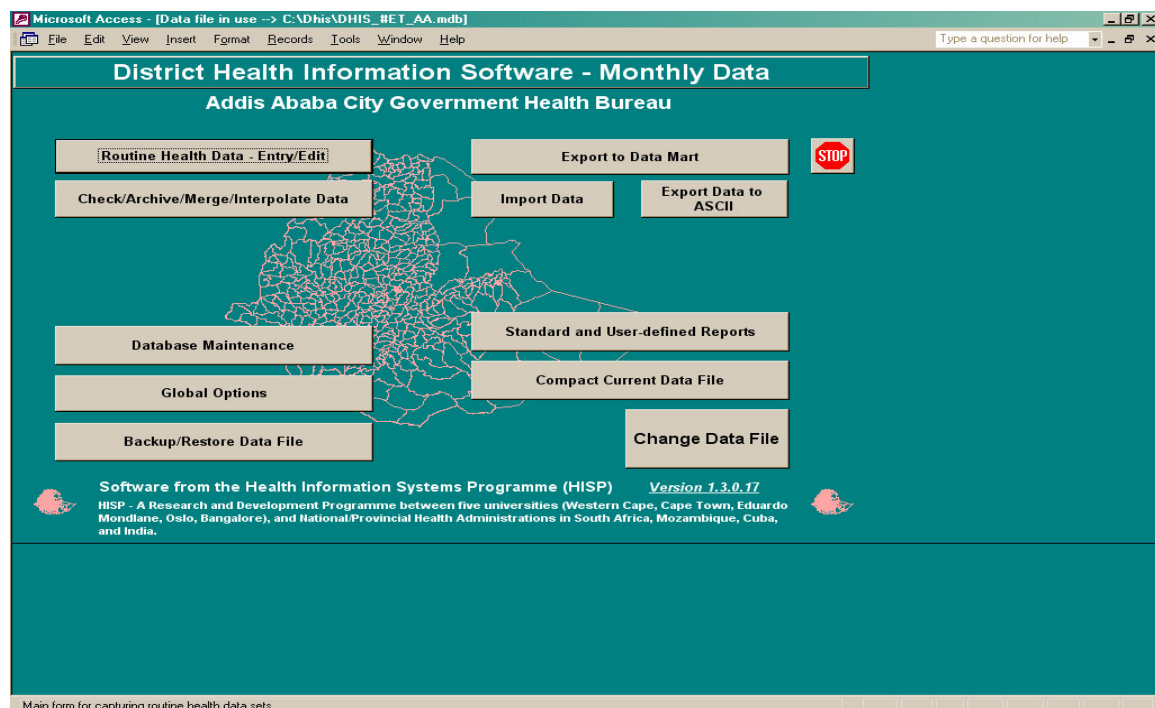 Microsoft Access - [Data file in use --> C:\Dhis\DHIS_#ET_AA.mdb]
File Edit View Insert Format Records Tools Window Help Type a question for help
District Health Information Software - Monthly Data
Addis Ababa City Government Health Bureau
Routine Health Data - Entry/Edit
Export to Data Mart
STOP
Check/Archive/Merge/Interpolate Data
Import Data
Export Data to
ASCII
Database Maintenance
Standard and User-defined Reports
Global Options
Compact Current Data File
Backup/Restore Data File
Change Data File
Software from the Health Information Systems Programme (HISP) Version 1.3.0.17
HISP - A Research and Development Programme between five universities (Western Cape, Cape Town, Eduardo
Mondlane, Oslo, Bangalore), and National/Provincial Health Administrations in South Africa, Mozambique, Cuba,
and India.
Main form for capturing routine health data sets